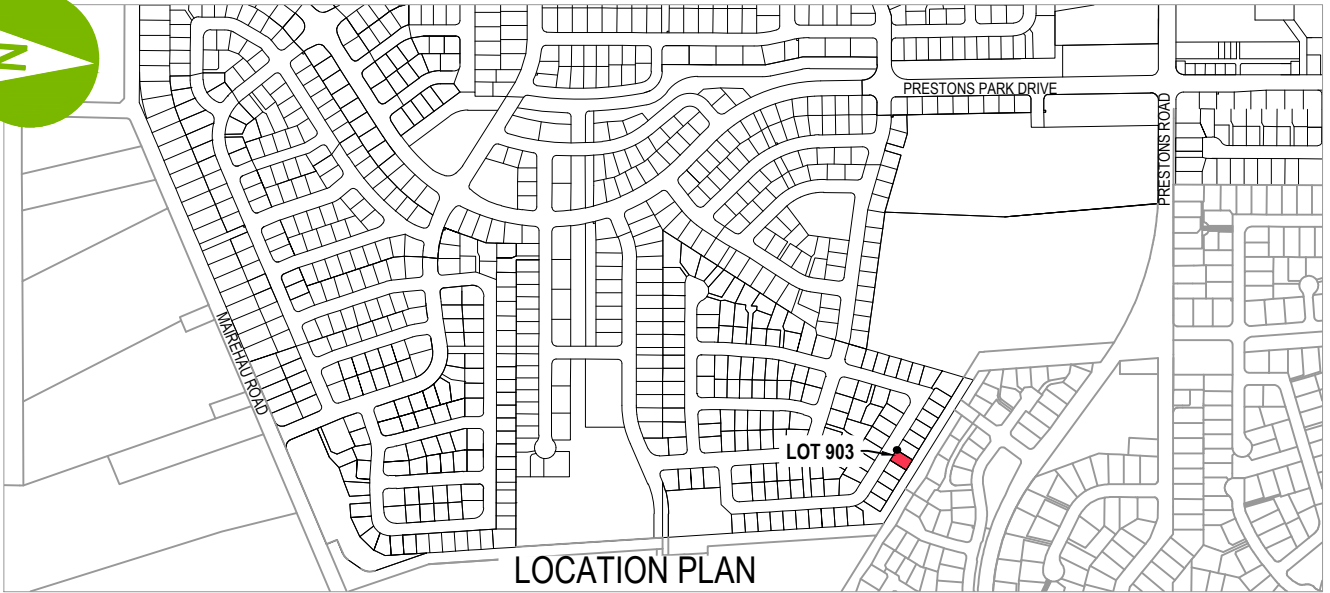 N
PRESTONS PARK DRIVE
PRESTONS ROAD
MAIREHAU ROAD
LOT 903
LOCATION PLAN